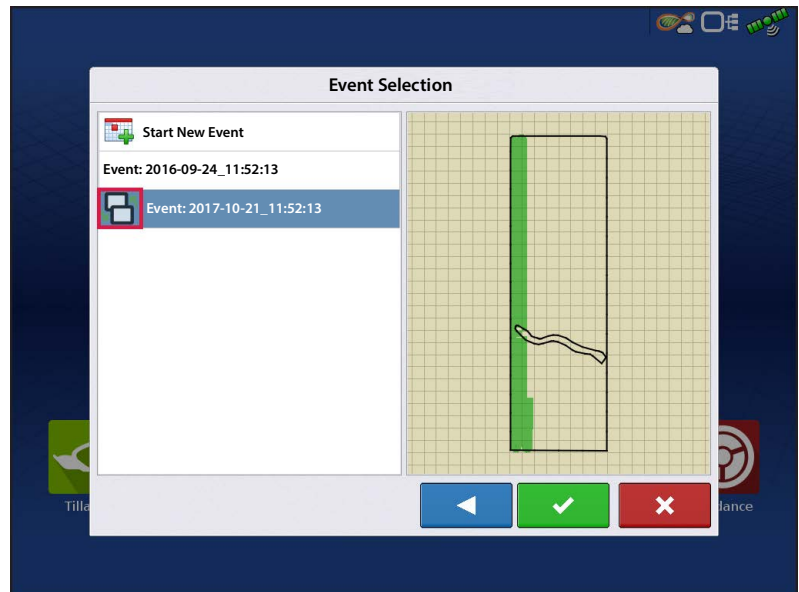 Event Selection
Start New Event
Event: 2016-09-24_11:52:13
Event: 2017-10-21_11:52:13
Tilla
dance